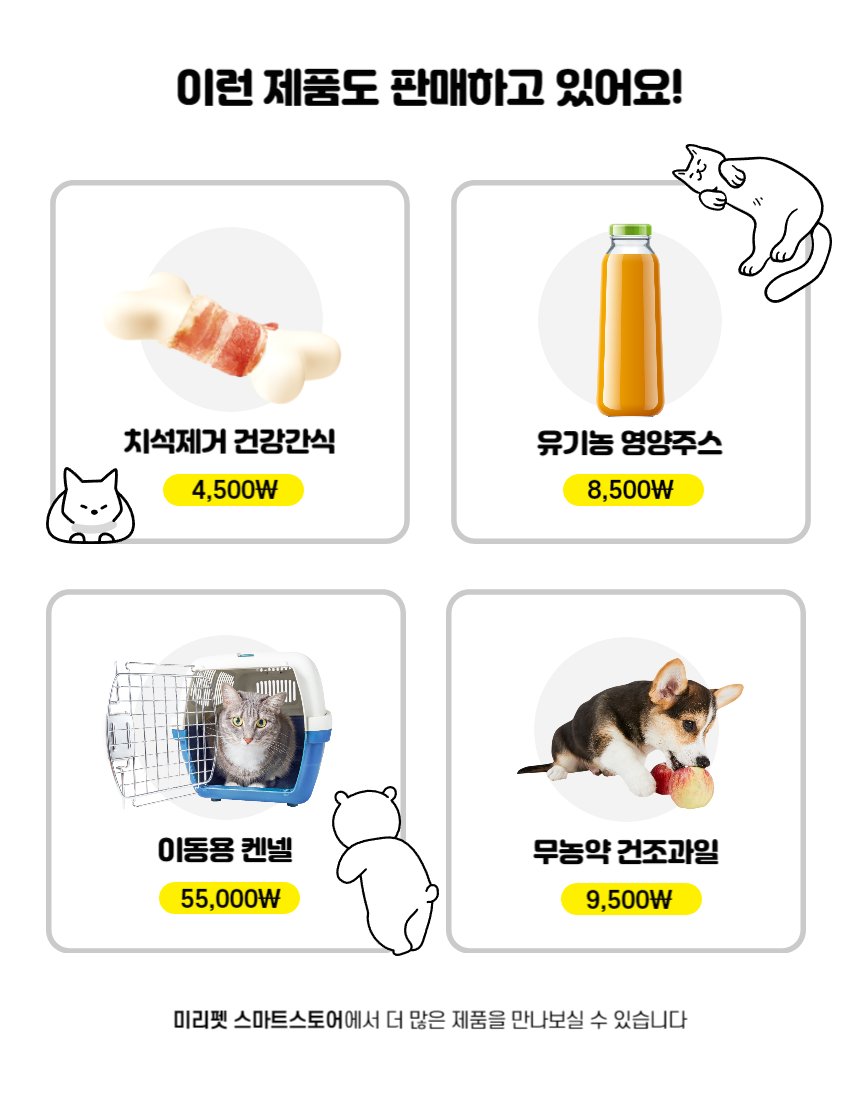 이런 제품도 판매하고 있어요!
치석제거 건강간식
4,500₩
유기농 영양주스
8,500₩
이동용 켄넬
55,000₩
무농약 건조과일
9,500₩
미리펫 스마트스토어에서 더 많은 제품을 만나보실 수 있습니다